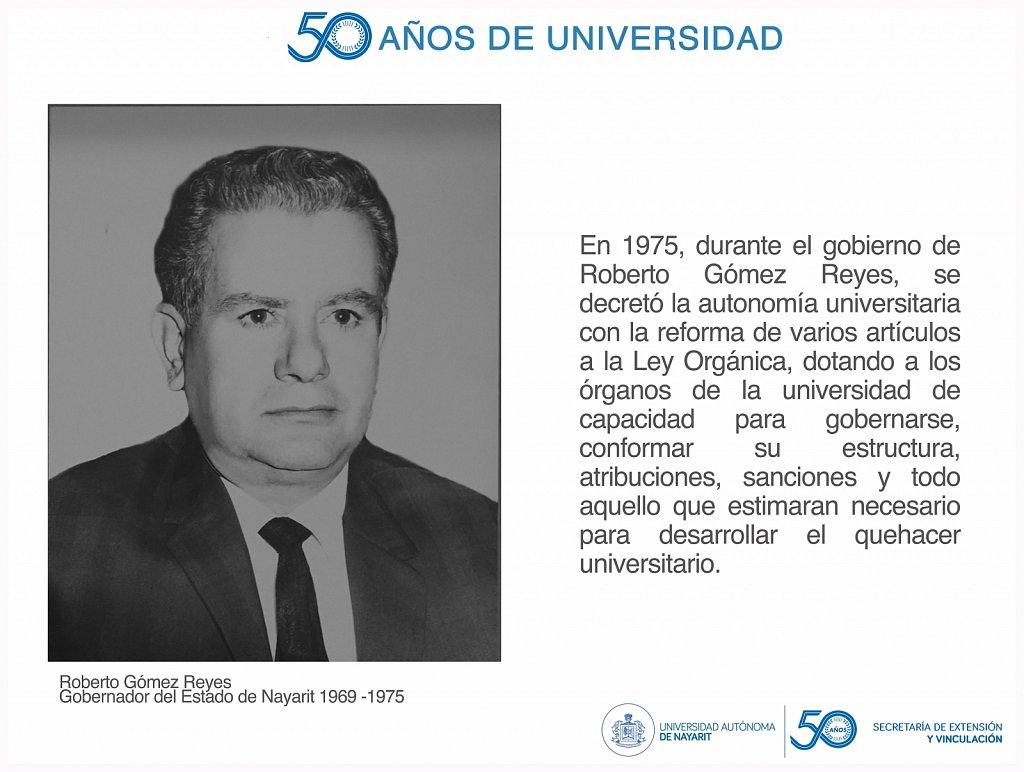 50 AÑOS DE UNIVERSIDAD
En 1975, durante el gobierno de
Roberto Gómez Reyes, se
decretó la autonomía universitaria
con la reforma de varios artículos
a la Ley Orgánica, dotando a los
órganos de la universidad de
capacidad para gobernarse,
conformar su estructura,
atribuciones, sanciones y todo
aquello que estimaran necesario
para desarrollar el quehacer
universitario.
Roberto Gómez Reyes
Gobernador del Estado de Nayarit 1969 -1975
UNIVERSIDAD AUTÓNOMA
DE NAYARIT
50 AÑOS
SECRETARÍA DE EXTENSIÓN
Y VINCULACIÓN